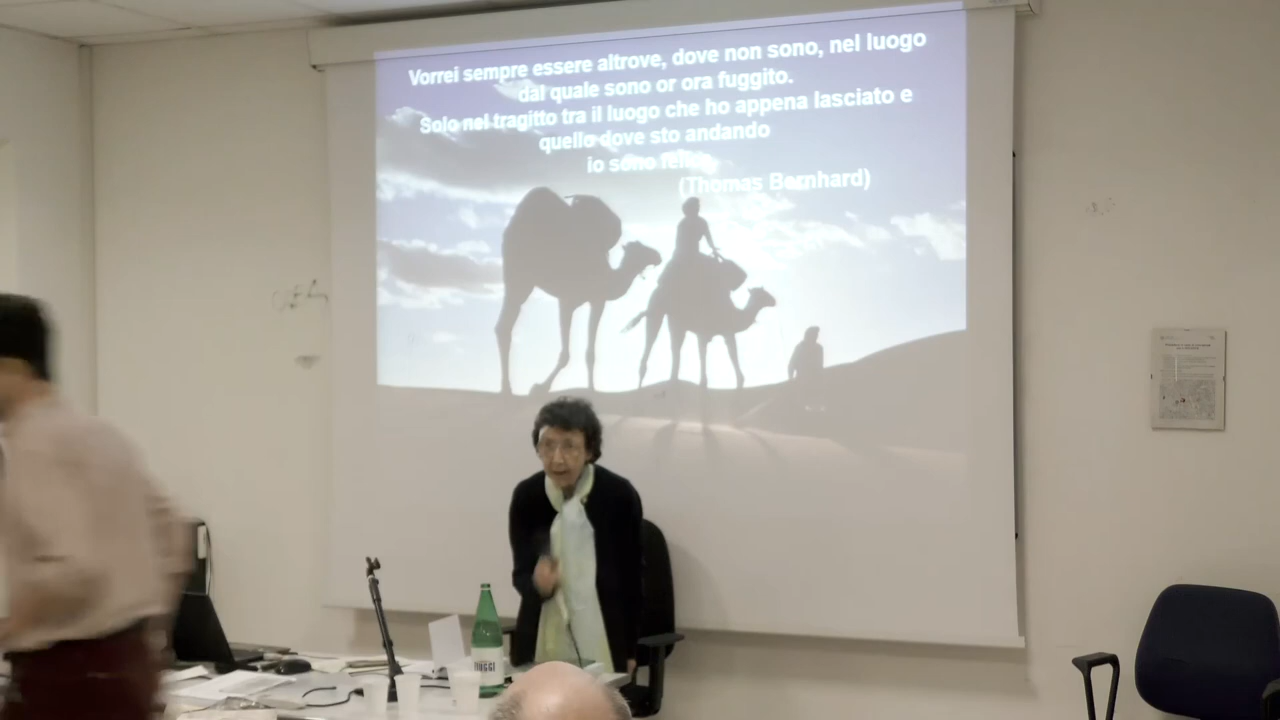 Vorrei sempre essere altrove, dove non sono, nel luogo
dal quale sono or ora fuggito.
Solo nel tragitto tra il luogo che ho appena lasciato e
quello dove sto andando
io sono
(Thomas Bernhard)